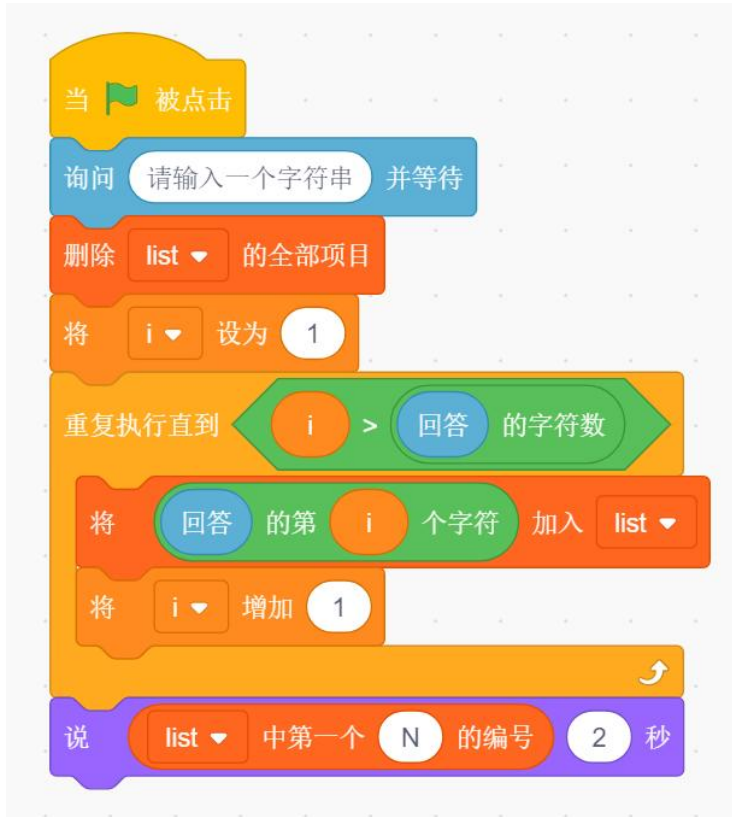 当 被点击
询问 请输入一个字符串 并等待
删除 list 的全部项目
将 i 设为 1
重复执行直到 i > 回答 的字符数
将 回答 的第 i 个字符 加入 list
将 i 增加 1
说 list 中第一个 N 的编号 2 秒